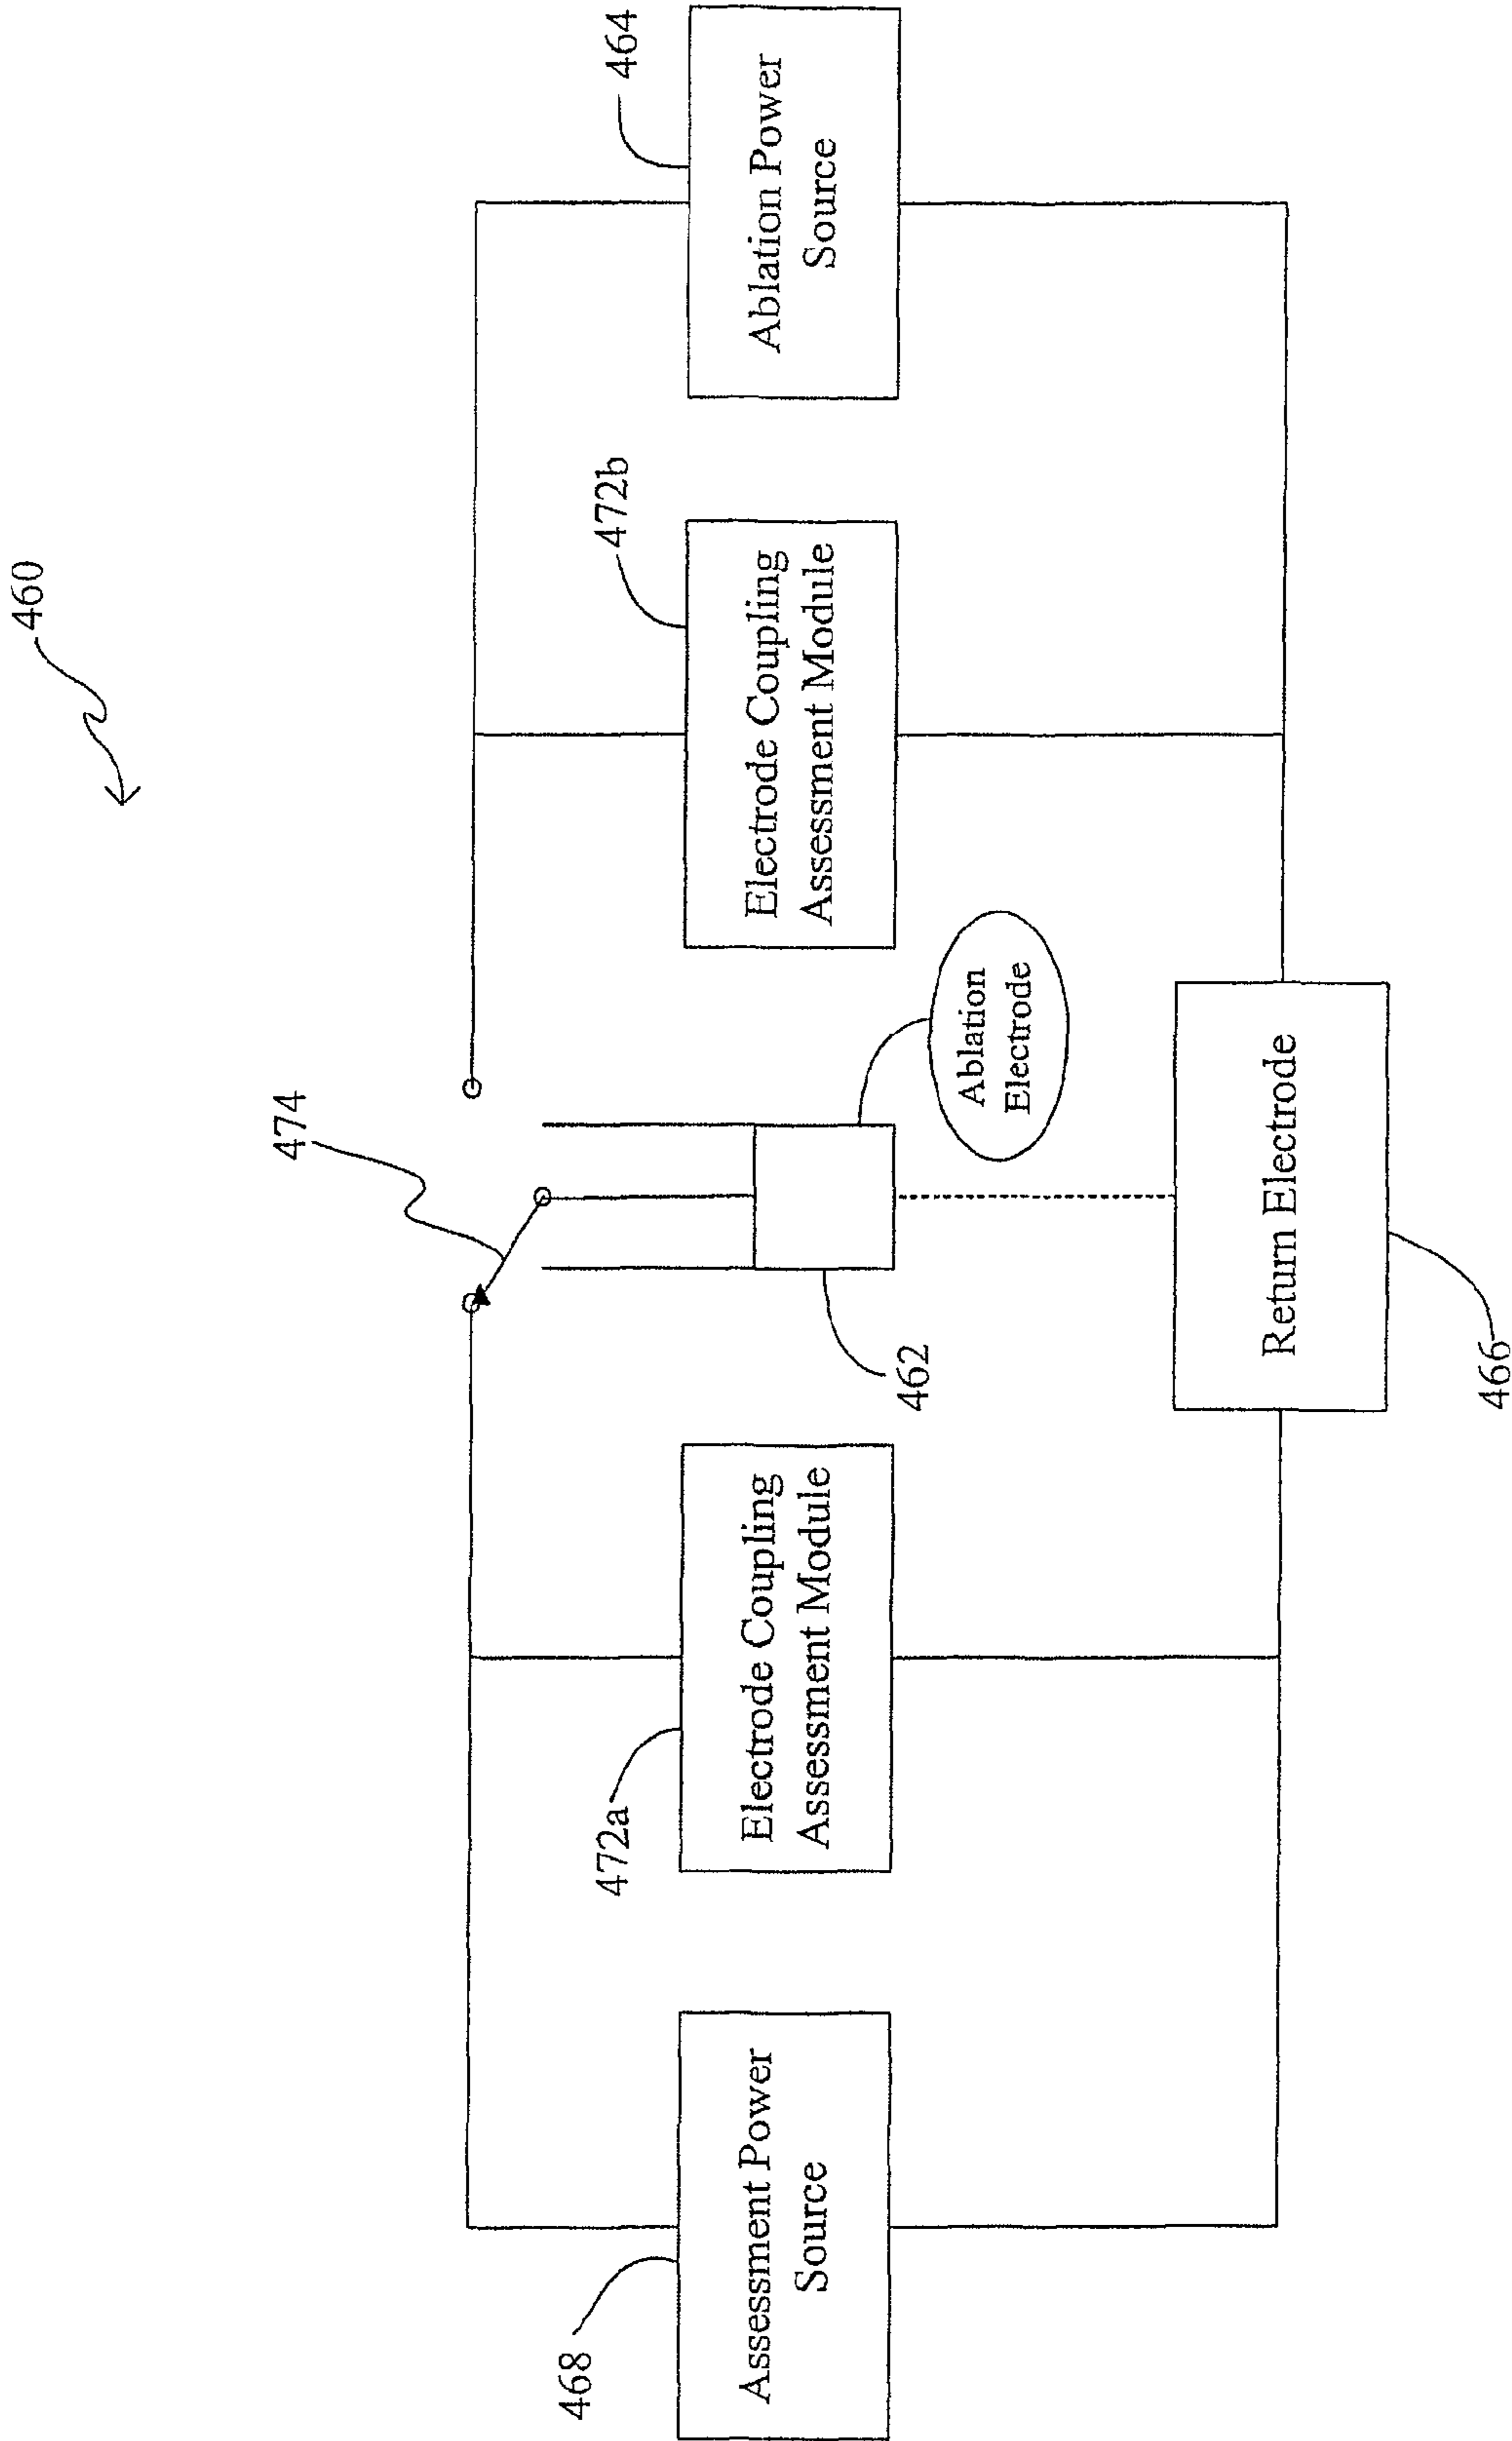 460
474
468
Assessment Power
Source
472a
Electrode Coupling
Assessment Module
462
Ablation
Electrode
472b
Electrode Coupling
Assessment Module
464
Ablation Power
Source
Return Electrode
466